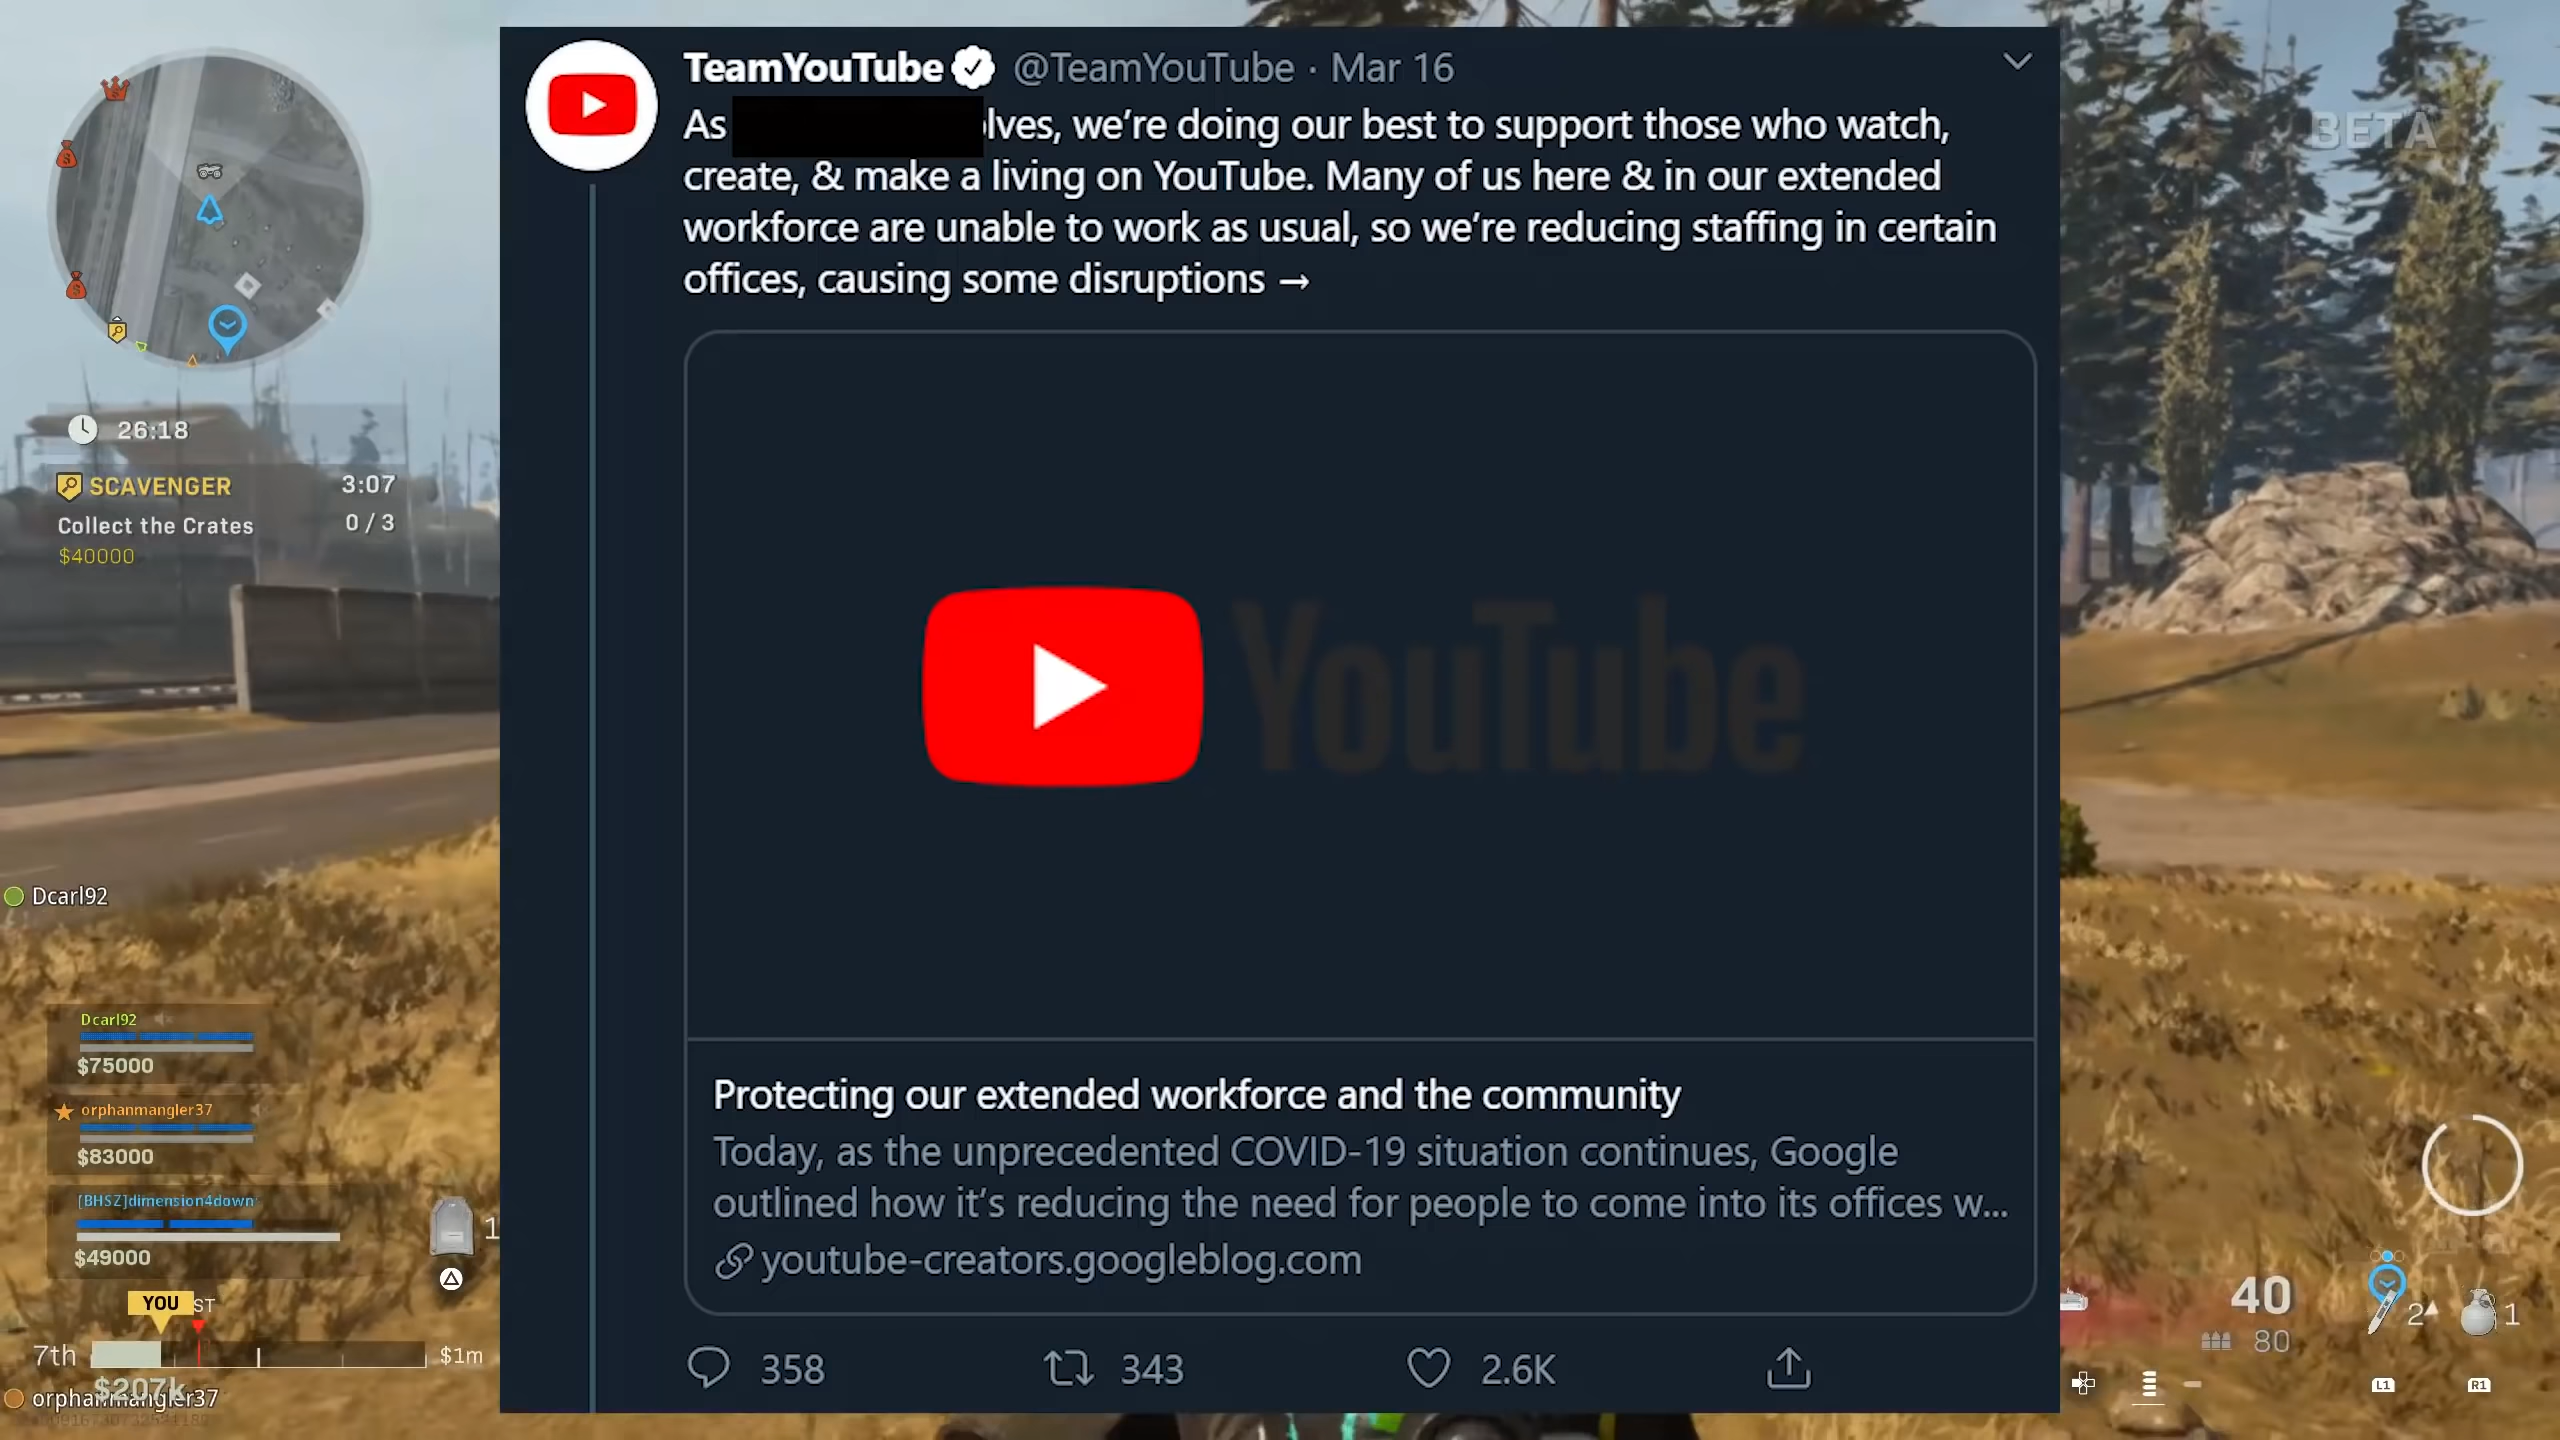 TeamYouTube @TeamYouTube · Mar 16
As lves, we're doing our best to support those who watch,
create, & make a living on YouTube. Many of us here & in our extended
workforce are unable to work as usual, so we're reducing staffing in certain
offices, causing some disruptions →
YouTube
Protecting our extended workforce and the community
Today, as the unprecedented COVID-19 situation continues, Google
outlined how it's reducing the need for people to come into its offices w...
youtube-creators.googleblog.com
358 343 2.6K
BETA
26:18
SCAVENGER 3:07
Collect the Crates 0 / 3
$40000
Dcarl92
Dcarl92
$75000
orphanmangler37
$83000
[BHSZ]dimension4down
$49000
1
YOU ST
7th $1m
$207k
orphanmangler37
40
80
2
1
L1 R1